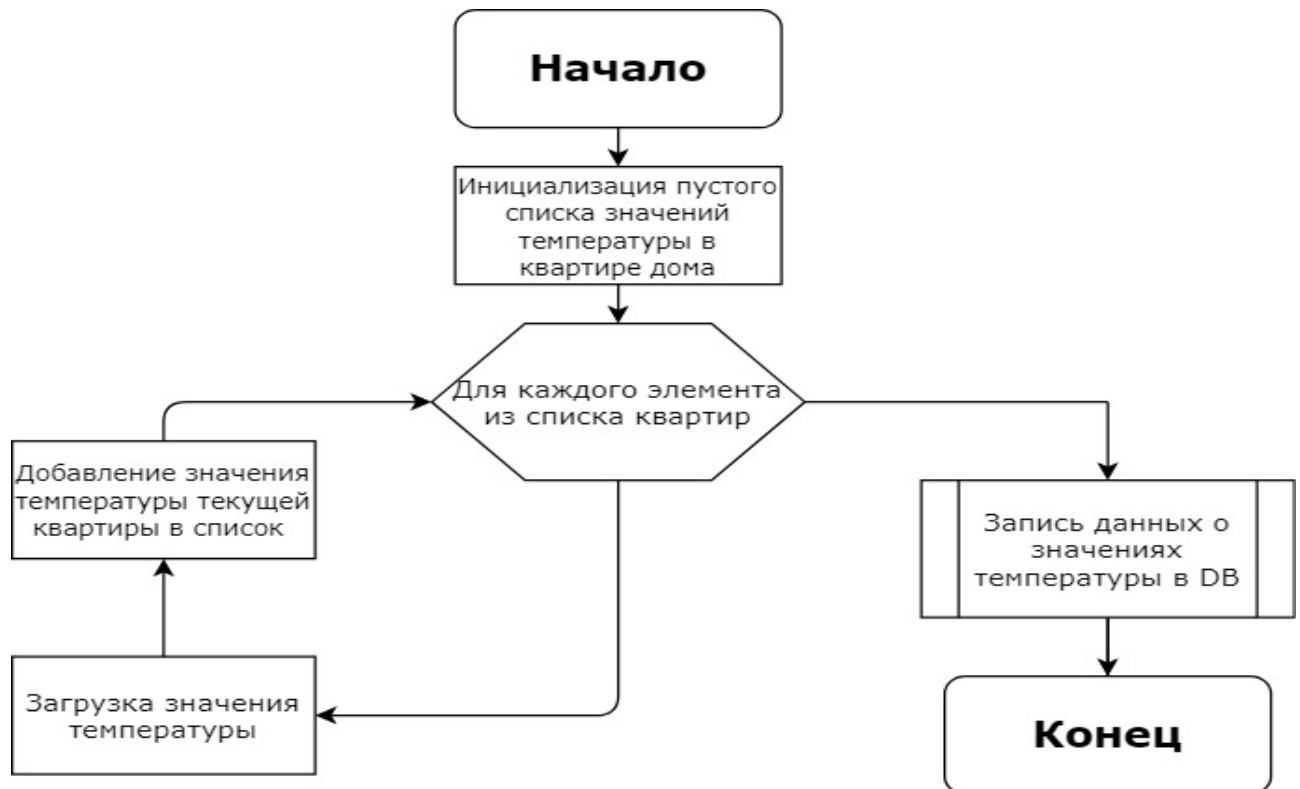 Начало
Инициализация пустого
списка значений
температуры в
квартире дома
Для каждого элемента
из списка квартир
Добавление значения
температуры текущей
квартиры в список
Запись данных о
значениях
температуры в DB
Загрузка значения
температуры
Конец